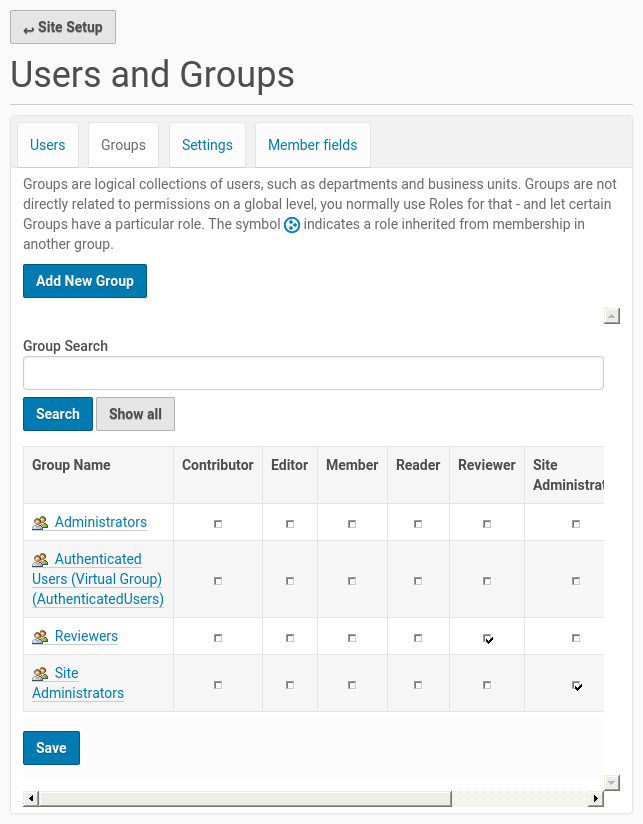 Site Setup
Users and Groups
Users Groups Settings Member fields
Groups are logical collections of users, such as departments and business units. Groups are not
directly related to permissions on a global level, you normally use Roles for that - and let certain
Groups have a particular role. The symbol indicates a role inherited from membership in
another group.
Add New Group
Group Search
Search Show all
Group Name Contributor Editor Member Reader Reviewer Site
Administrat
Administrators
Authenticated
Users (Virtual Group)
(AuthenticatedUsers)
Reviewers
Site
Administrators
Save